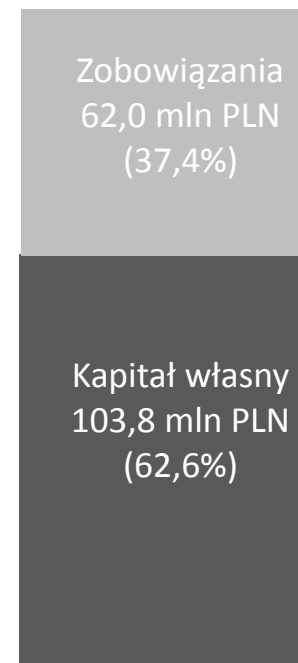 Zobowiązania
62,0 mln PLN
(37,4%)
Kapitał własny
103,8 mln PLN
(62,6%)